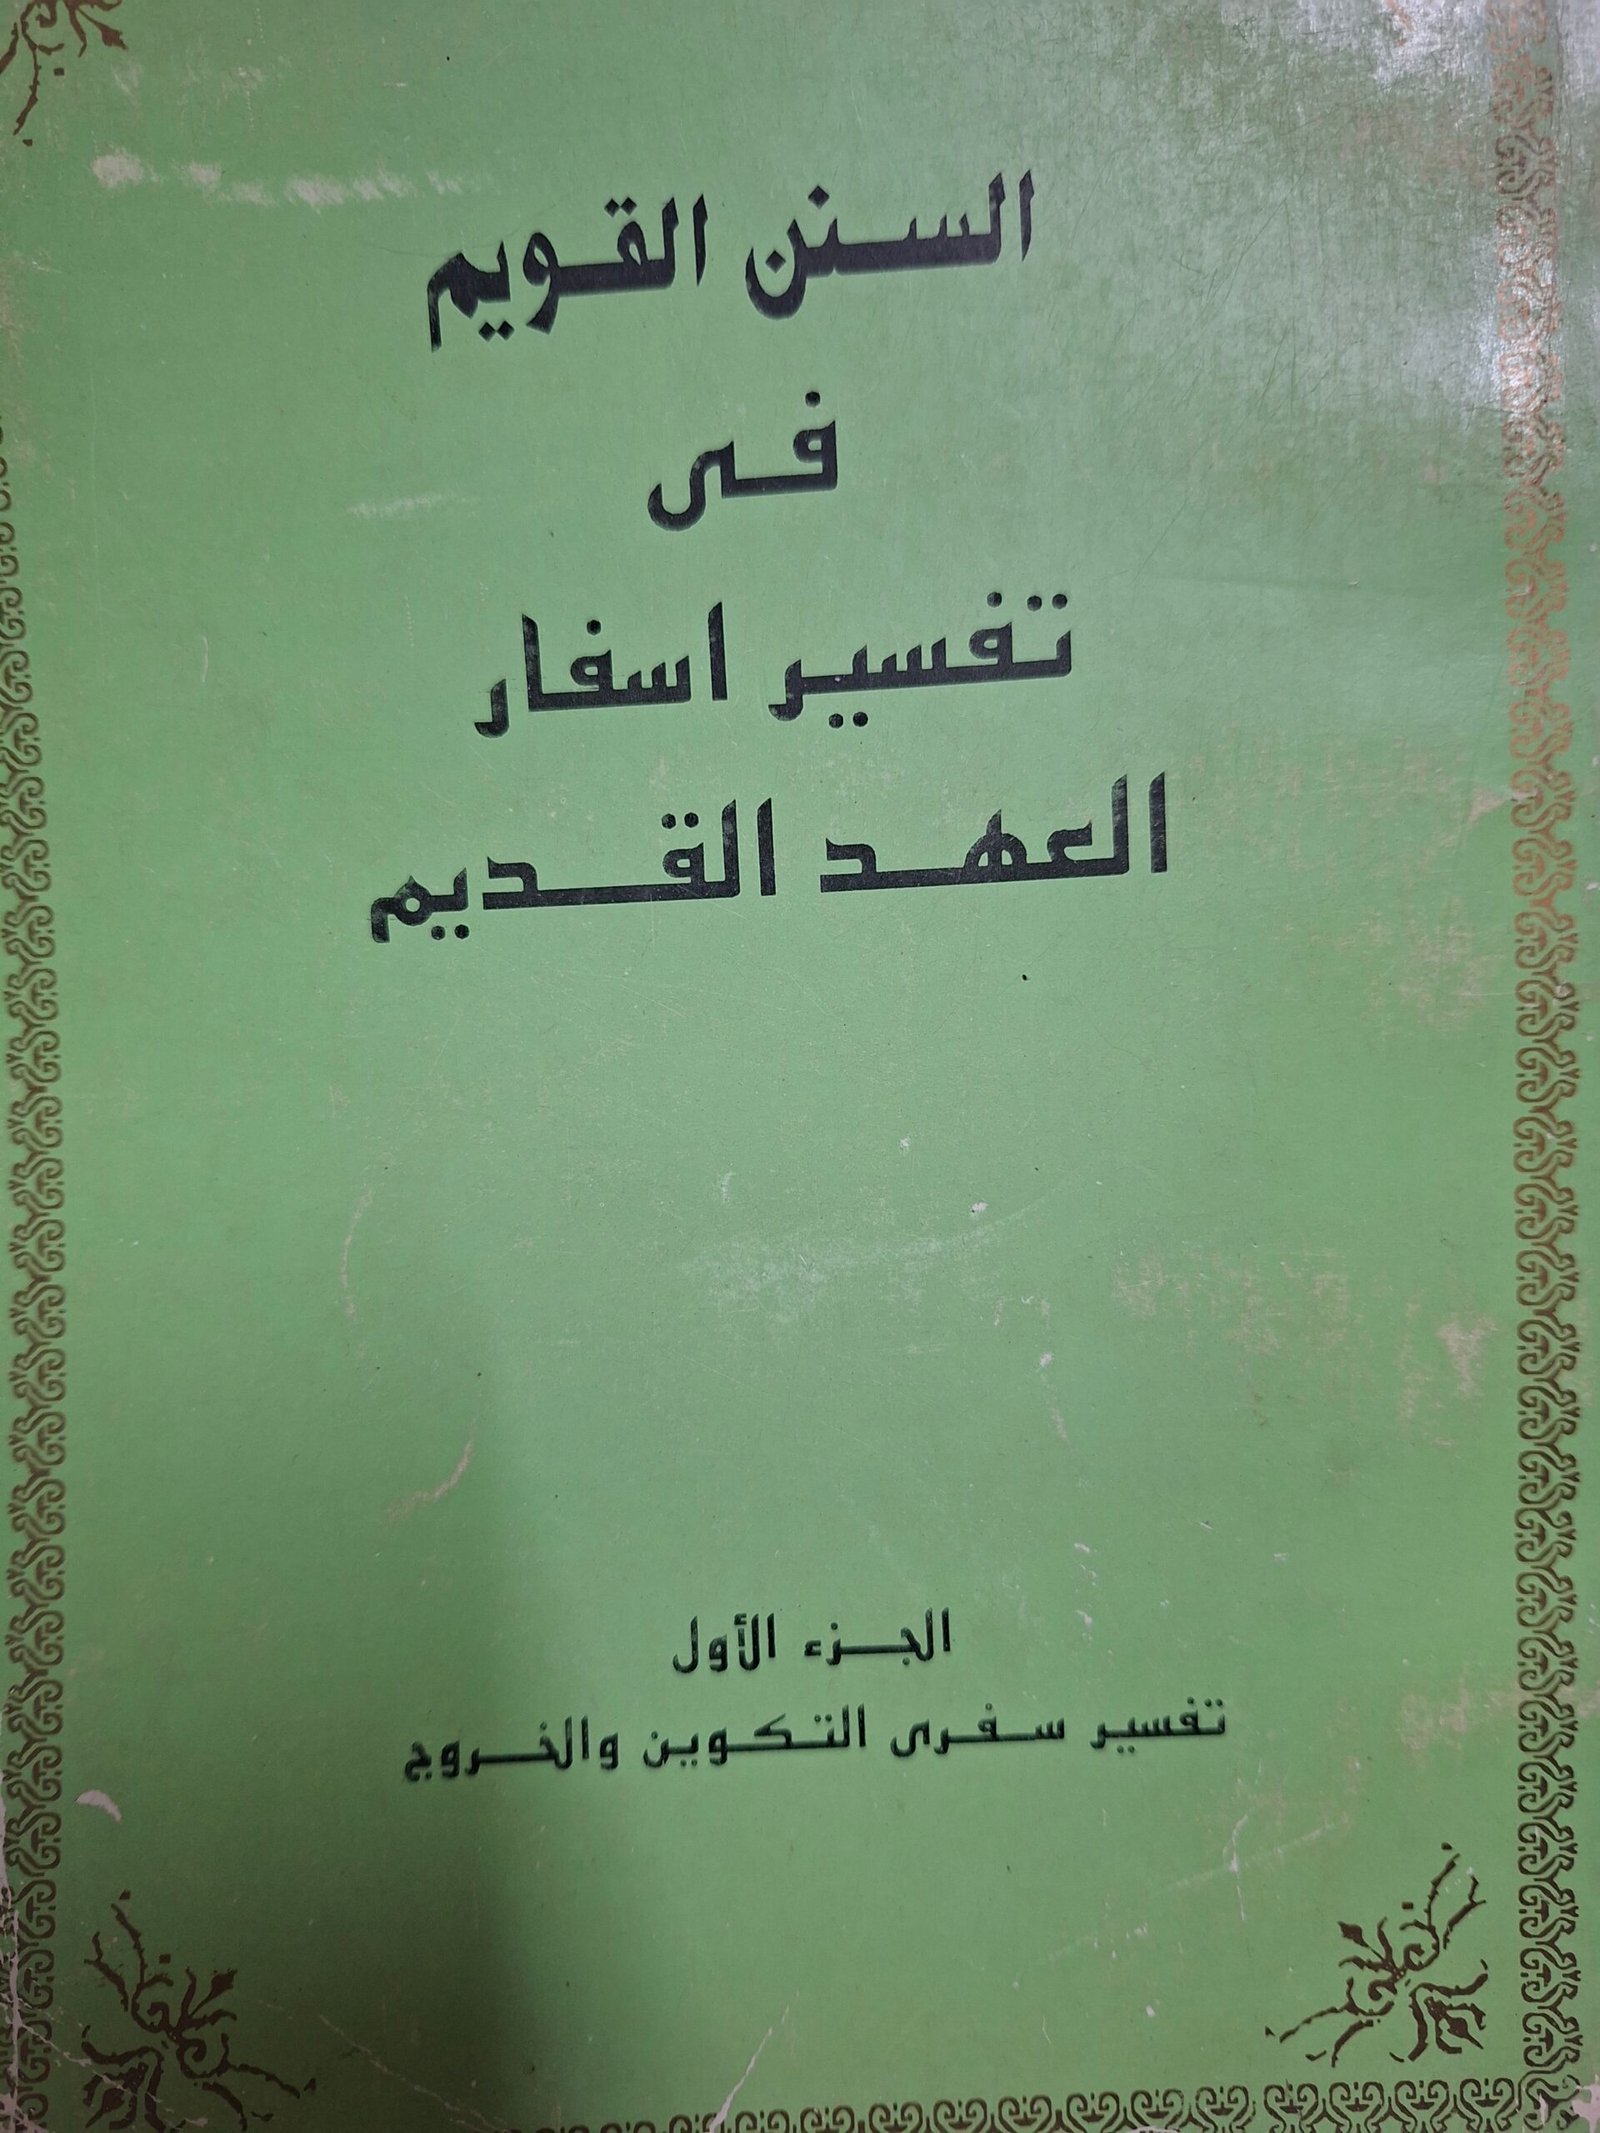 السنن القويم
فى
تفسير اسفار
العهد القديم
الجزء الأول
تفسير سفرى التكوين والخروج